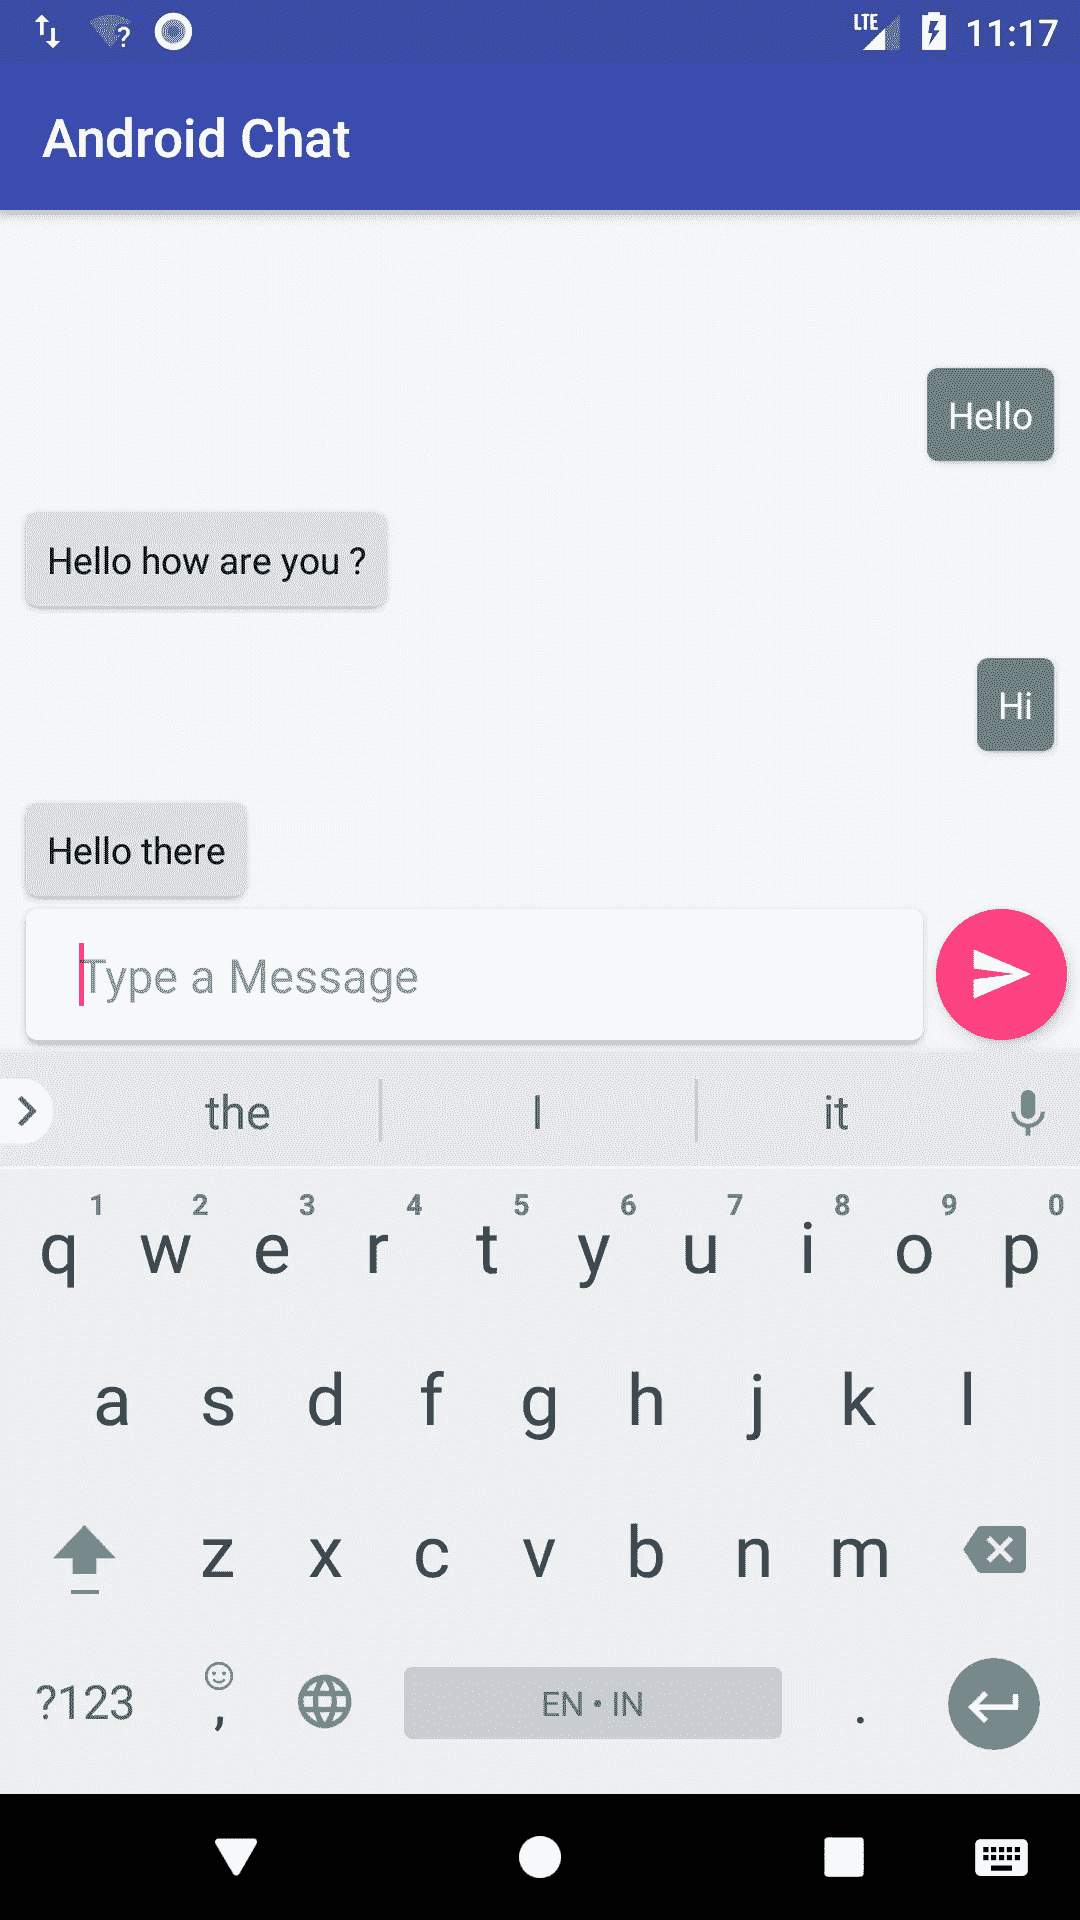 LTE 11:17
Android Chat
Hello
Hello how are you ?
Hi
Hello there
Type a Message
the I it
1 2 3 4 5 6 7 8 9 0
q w e r t y u i o p
a s d f g h j k l
z x c v b n m
?123 , EN • IN .